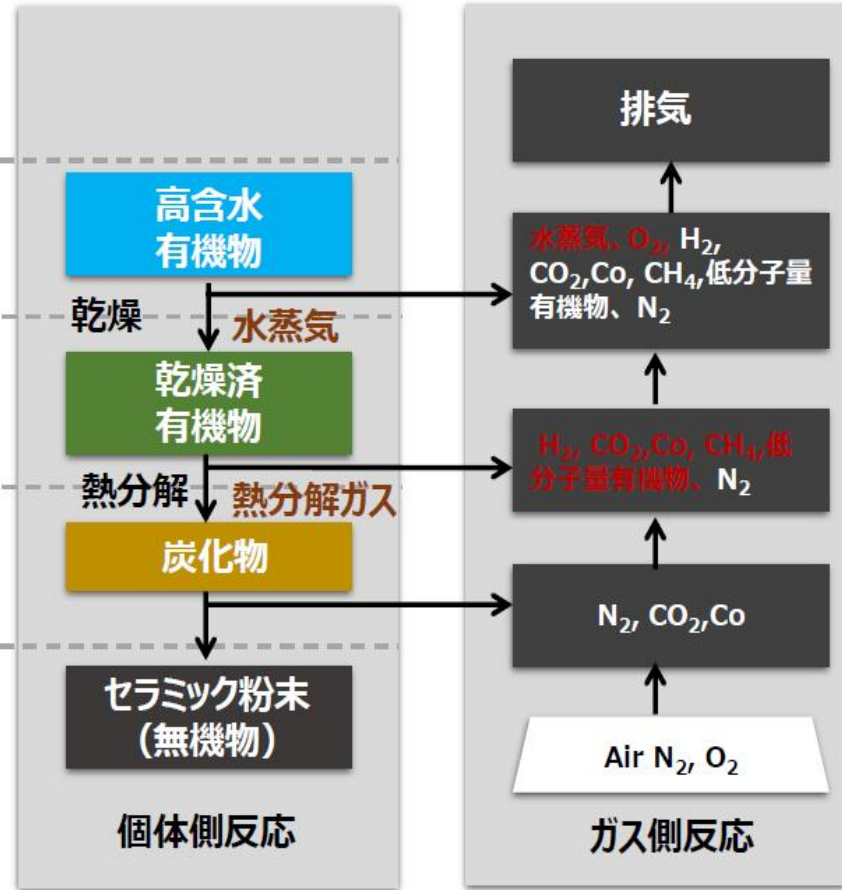 高含水
有機物
乾燥
水蒸気
乾燥済
有機物
熱分解
熱分解ガス
炭化物
セラミック粉末
（無機物）
個体側反応
排気
水蒸気、O₂, H₂,
CO₂,Co, CH₄,低分子量
有機物、N₂
H₂, CO₂,Co, CH₄,低
分子量有機物、N₂
N₂, CO₂,Co
Air N₂, O₂
ガス側反応